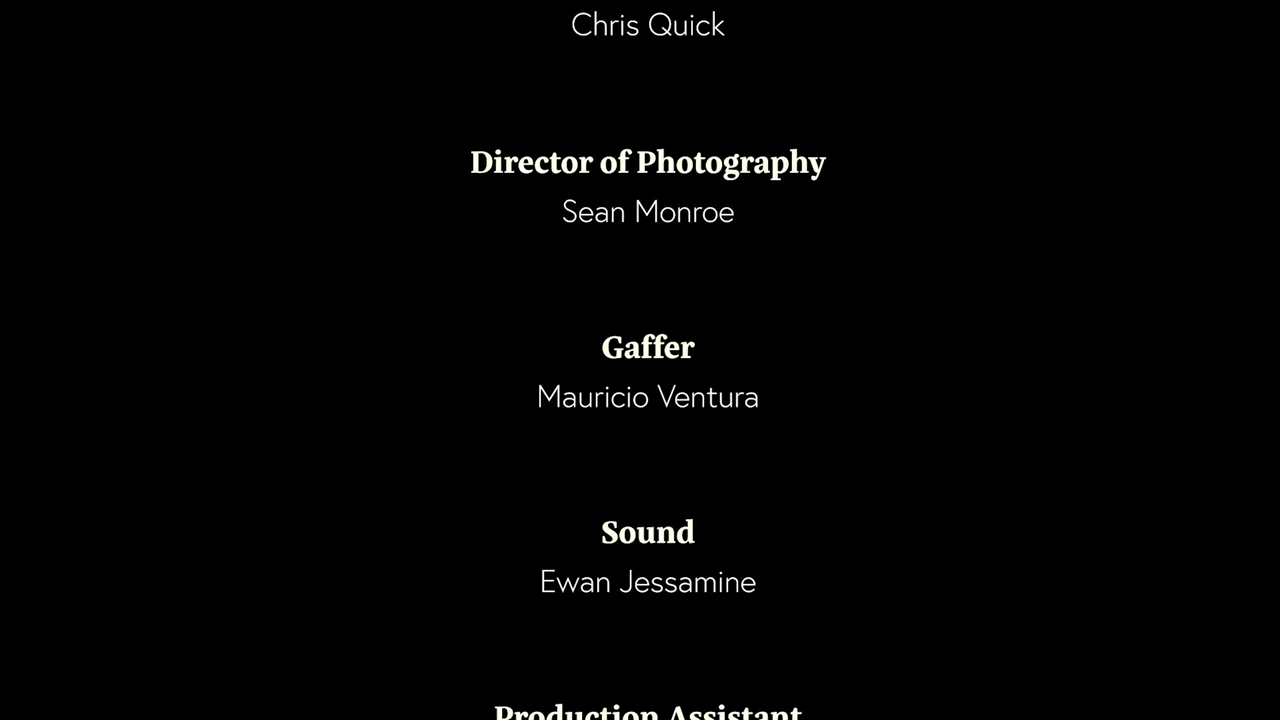 Chris Quick
Director of Photography
Sean Monroe
Gaffer
Mauricio Ventura
Sound
Ewan Jessamine
Production Assistant